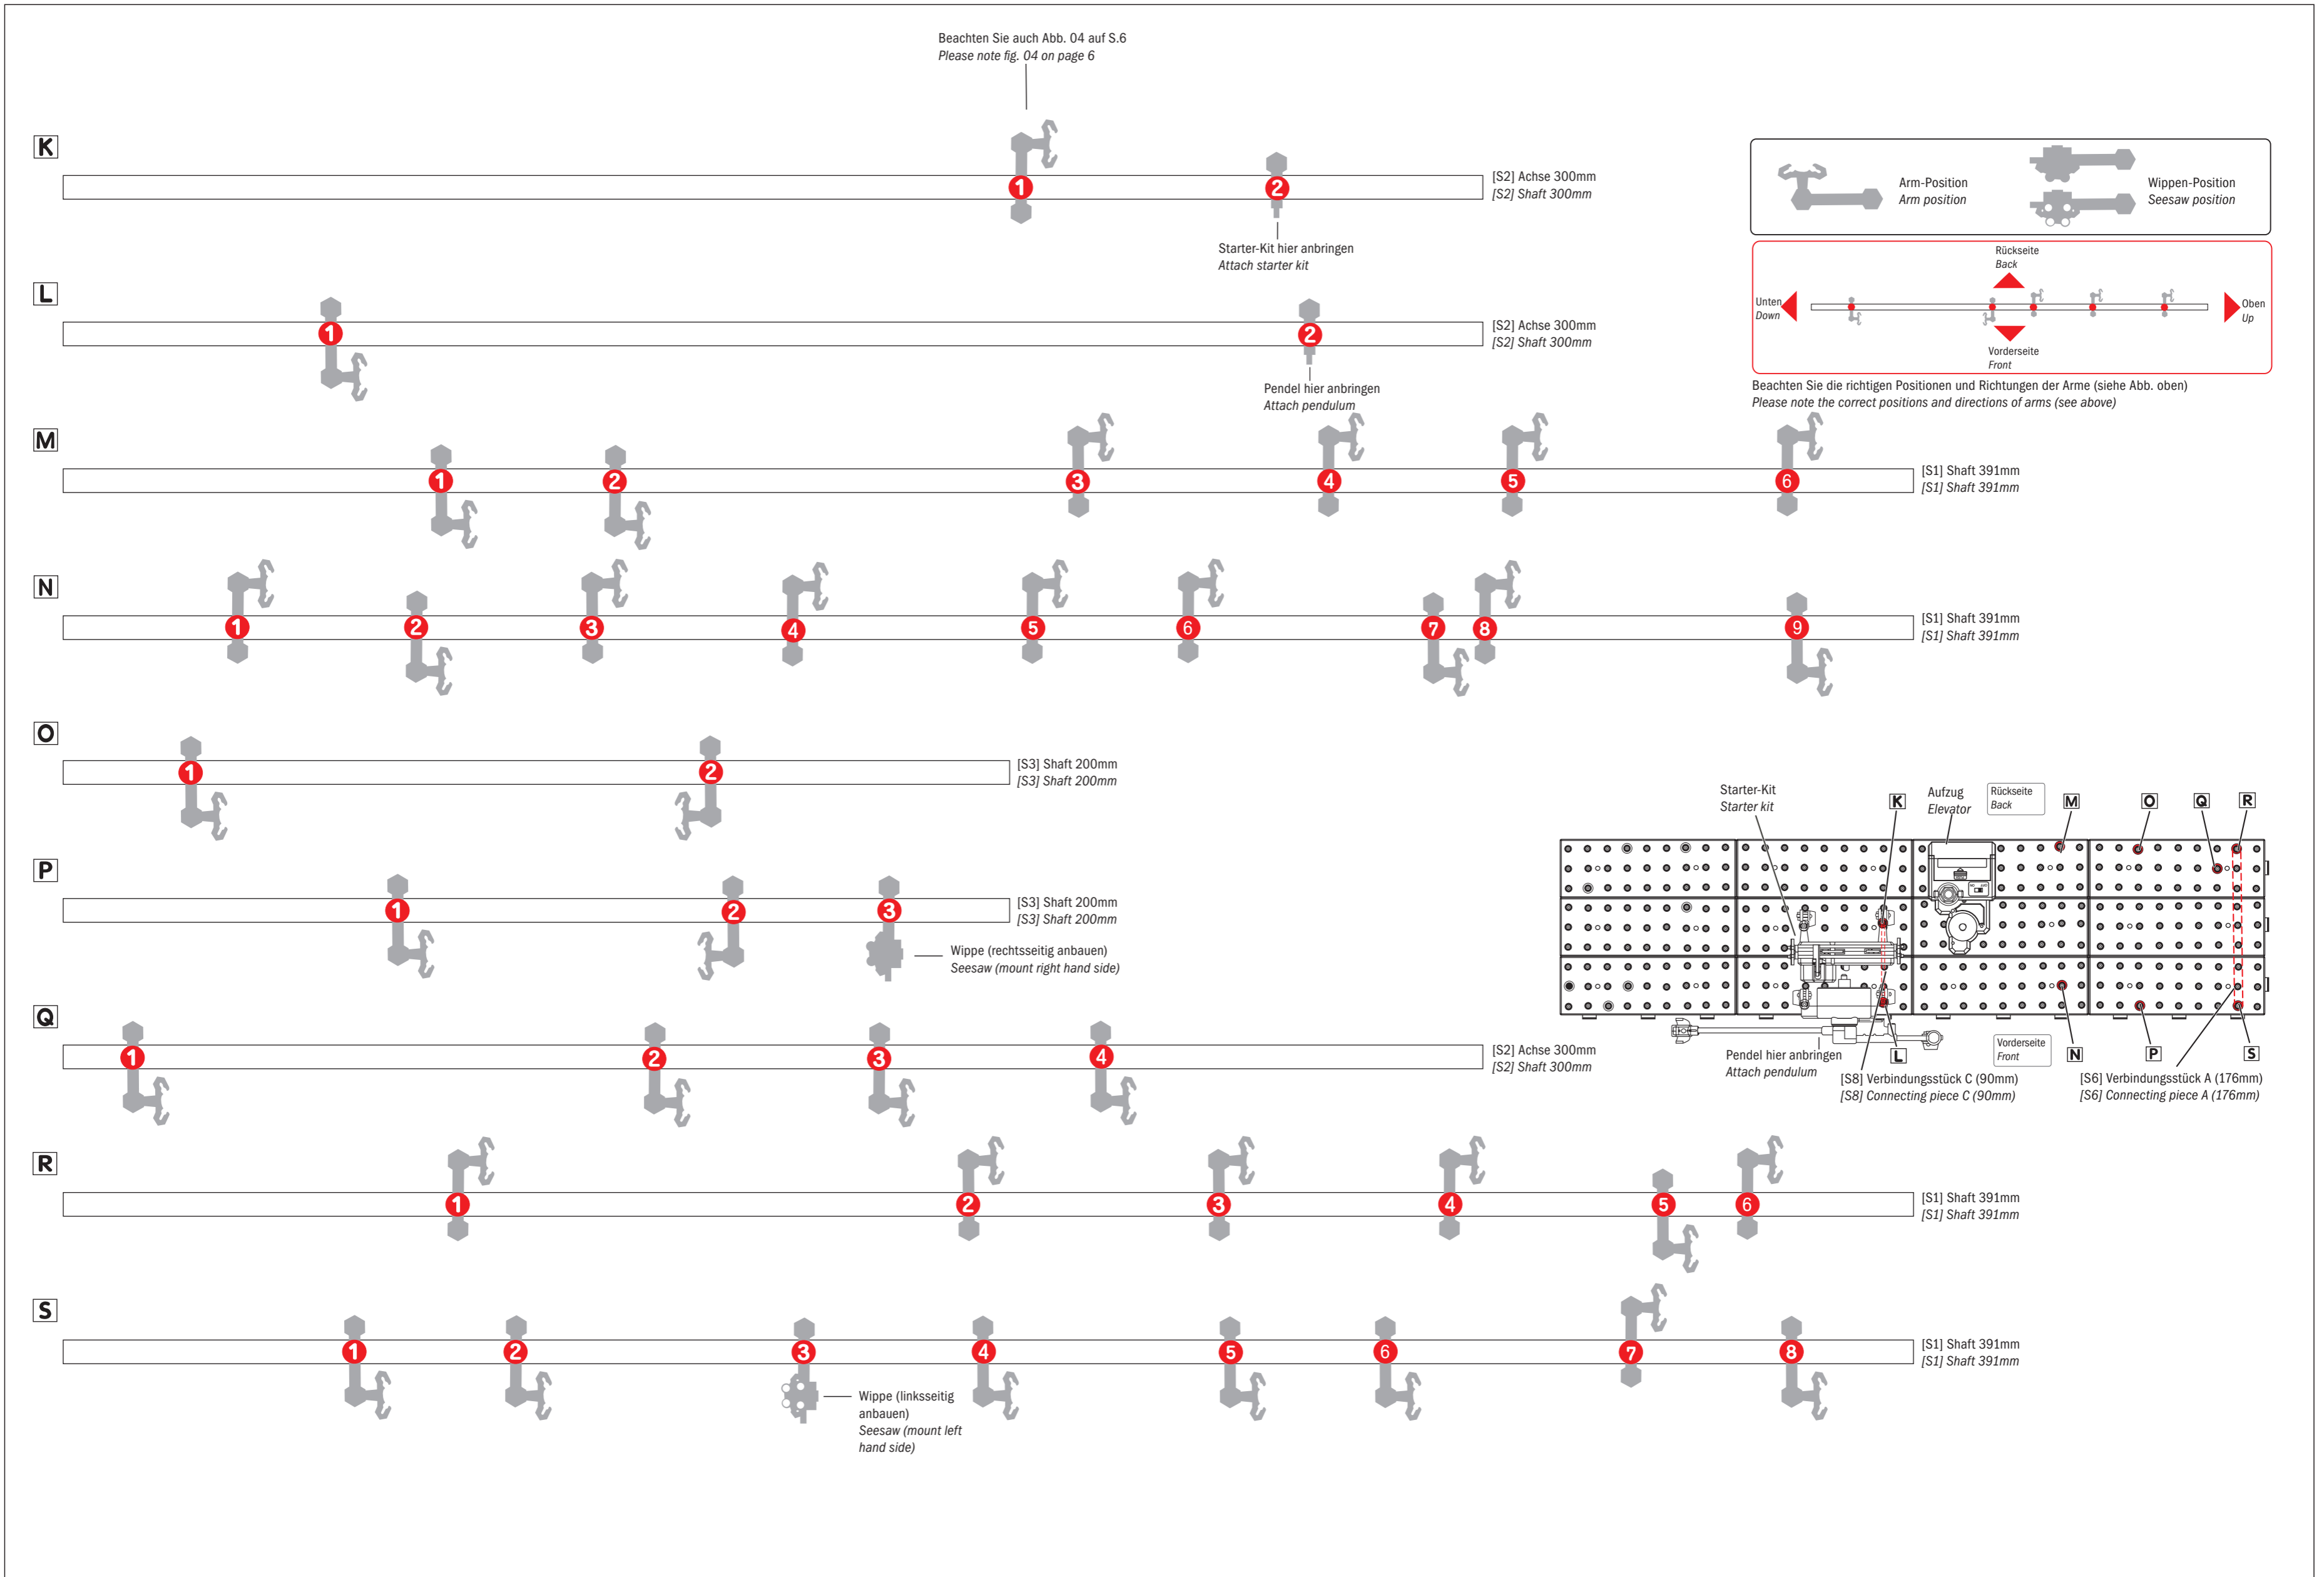 Beachten Sie auch Abb. 04 auf S.6
Please note fig. 04 on page 6
K
1
2
[S2] Achse 300mm
[S2] Shaft 300mm
Starter-Kit hier anbringen
Attach starter kit
Arm-Position
Arm position
Wippen-Position
Seesaw position
Rückseite
Back
Unten
Down
Oben
Up
Vorderseite
Front
Beachten Sie die richtigen Positionen und Richtungen der Arme (siehe Abb. oben)
Please note the correct positions and directions of arms (see above)
L
1
2
[S2] Achse 300mm
[S2] Shaft 300mm
Pendel hier anbringen
Attach pendulum
M
1
2
3
4
5
6
[S1] Shaft 391mm
[S1] Shaft 391mm
N
1
2
3
4
5
6
7
8
9
[S1] Shaft 391mm
[S1] Shaft 391mm
O
1
2
[S3] Shaft 200mm
[S3] Shaft 200mm
P
1
2
3
[S3] Shaft 200mm
[S3] Shaft 200mm
Wippe (rechtsseitig anbauen)
Seesaw (mount right hand side)
Starter-Kit
Starter kit
K
Aufzug
Elevator
Rückseite
Back
M
O
Q
R
Pendel hier anbringen
Attach pendulum
L
Vorderseite
Front
N
P
S
[S8] Verbindungsstück C (90mm)
[S8] Connecting piece C (90mm)
[S6] Verbindungsstück A (176mm)
[S6] Connecting piece A (176mm)
Q
1
2
3
4
[S2] Achse 300mm
[S2] Shaft 300mm
R
1
2
3
4
5
6
[S1] Shaft 391mm
[S1] Shaft 391mm
S
1
2
3
4
5
6
7
8
[S1] Shaft 391mm
[S1] Shaft 391mm
Wippe (linksseitig
anbauen)
Seesaw (mount left
hand side)